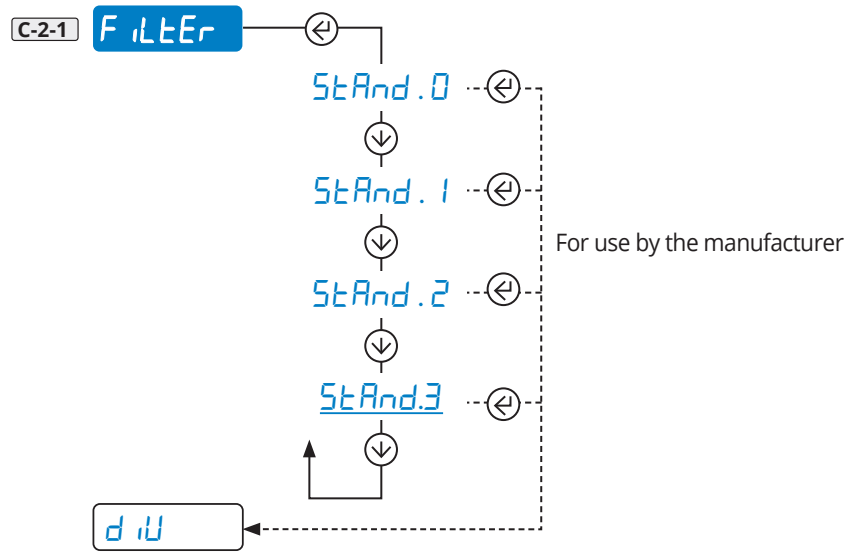 C-2-1 FiLtEr
StAnd.0
StAnd.1
StAnd.2
For use by the manufacturer
StAnd.3
diU